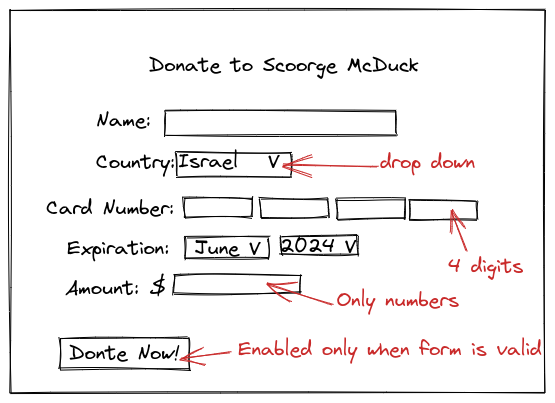 Donate to Scoorge McDuck
Name:
Country: Israel V drop down
Card Number:
4 digits
Expiration: June V 2024 V
Amount: $
Only numbers
Donte Now! Enabled only when form is valid